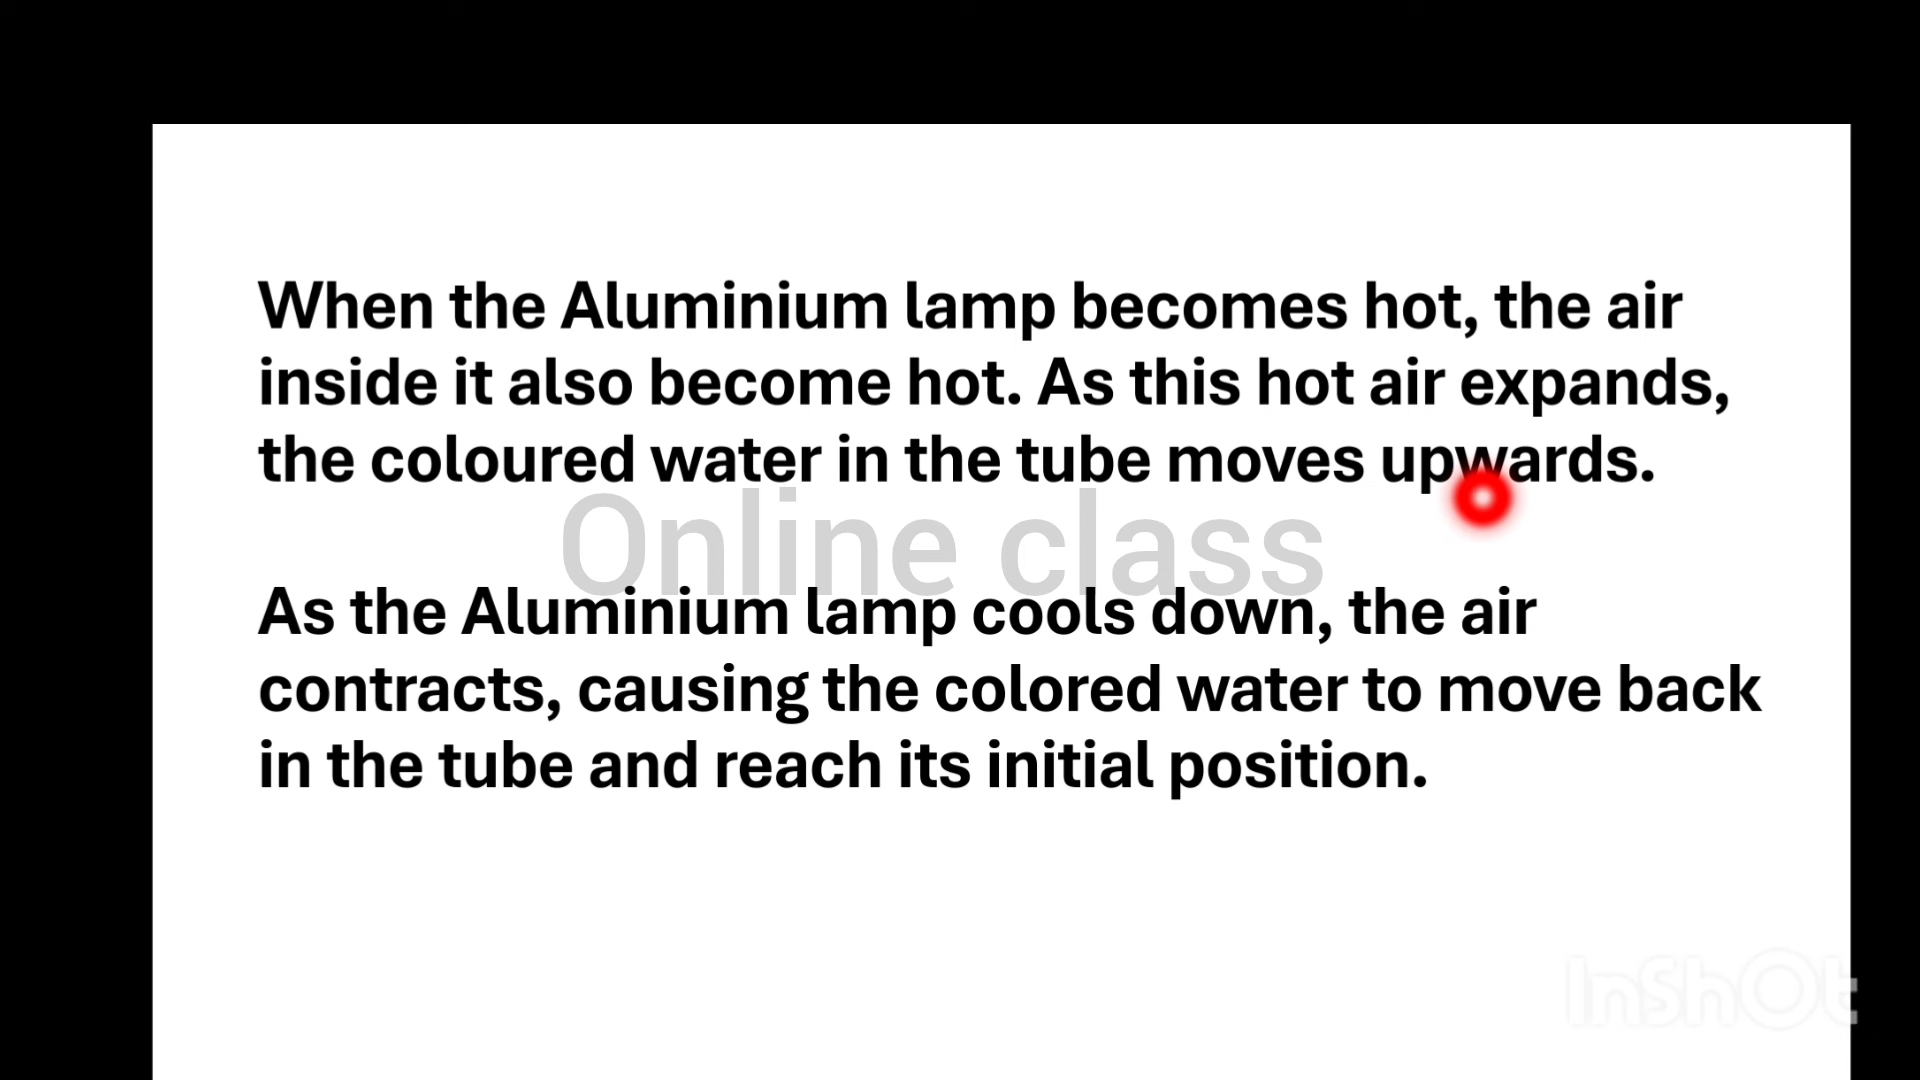 When the Aluminium lamp becomes hot, the air
inside it also become hot. As this hot air expands,
the coloured water in the tube moves upwards.
Online class
As the Aluminium lamp cools down, the air
contracts, causing the colored water to move back
in the tube and reach its initial position.
InShOt